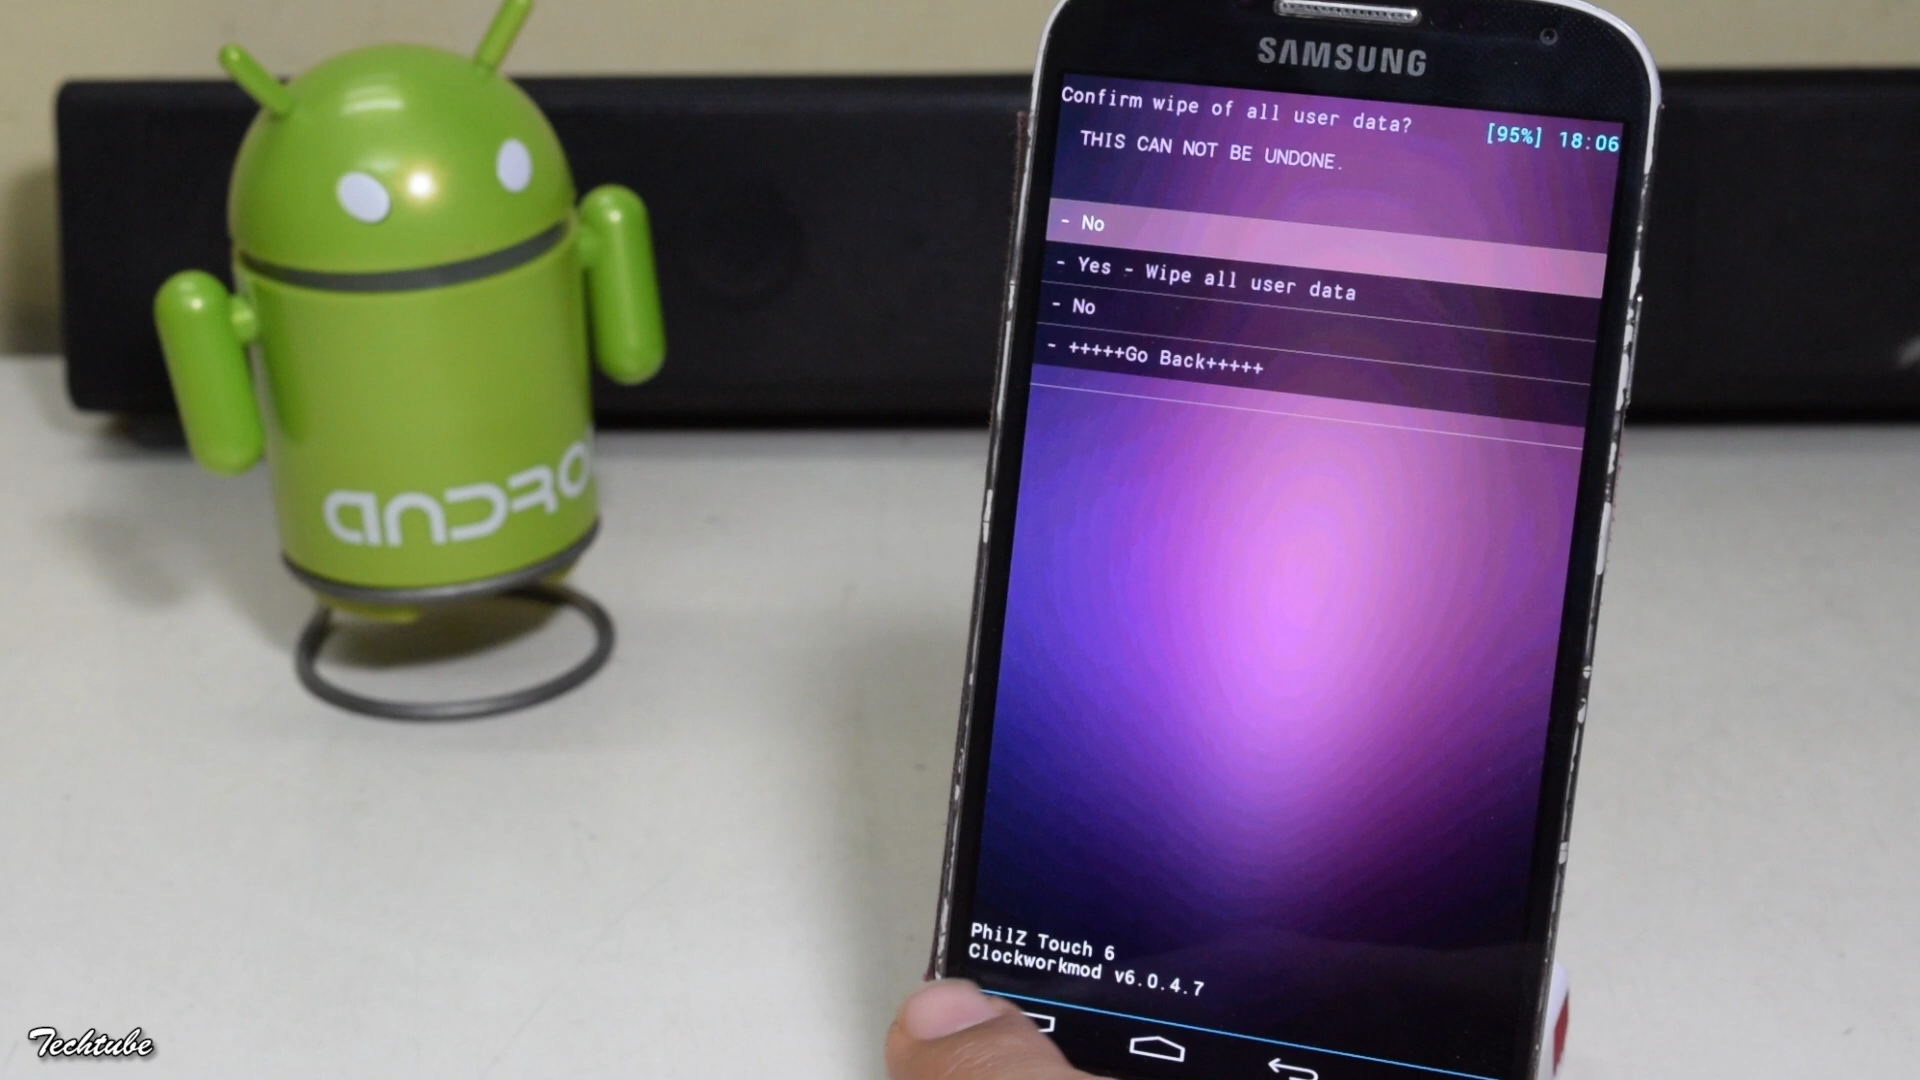 SAMSUNG
Confirm wipe of all user data?
[95%] 18:06
THIS CAN NOT BE UNDONE.
- No
- Yes - Wipe all user data
- No
- +++++Go Back+++++
PhilZ Touch 6
Clockworkmod v6.0.4.7
ANDRO
Techtube